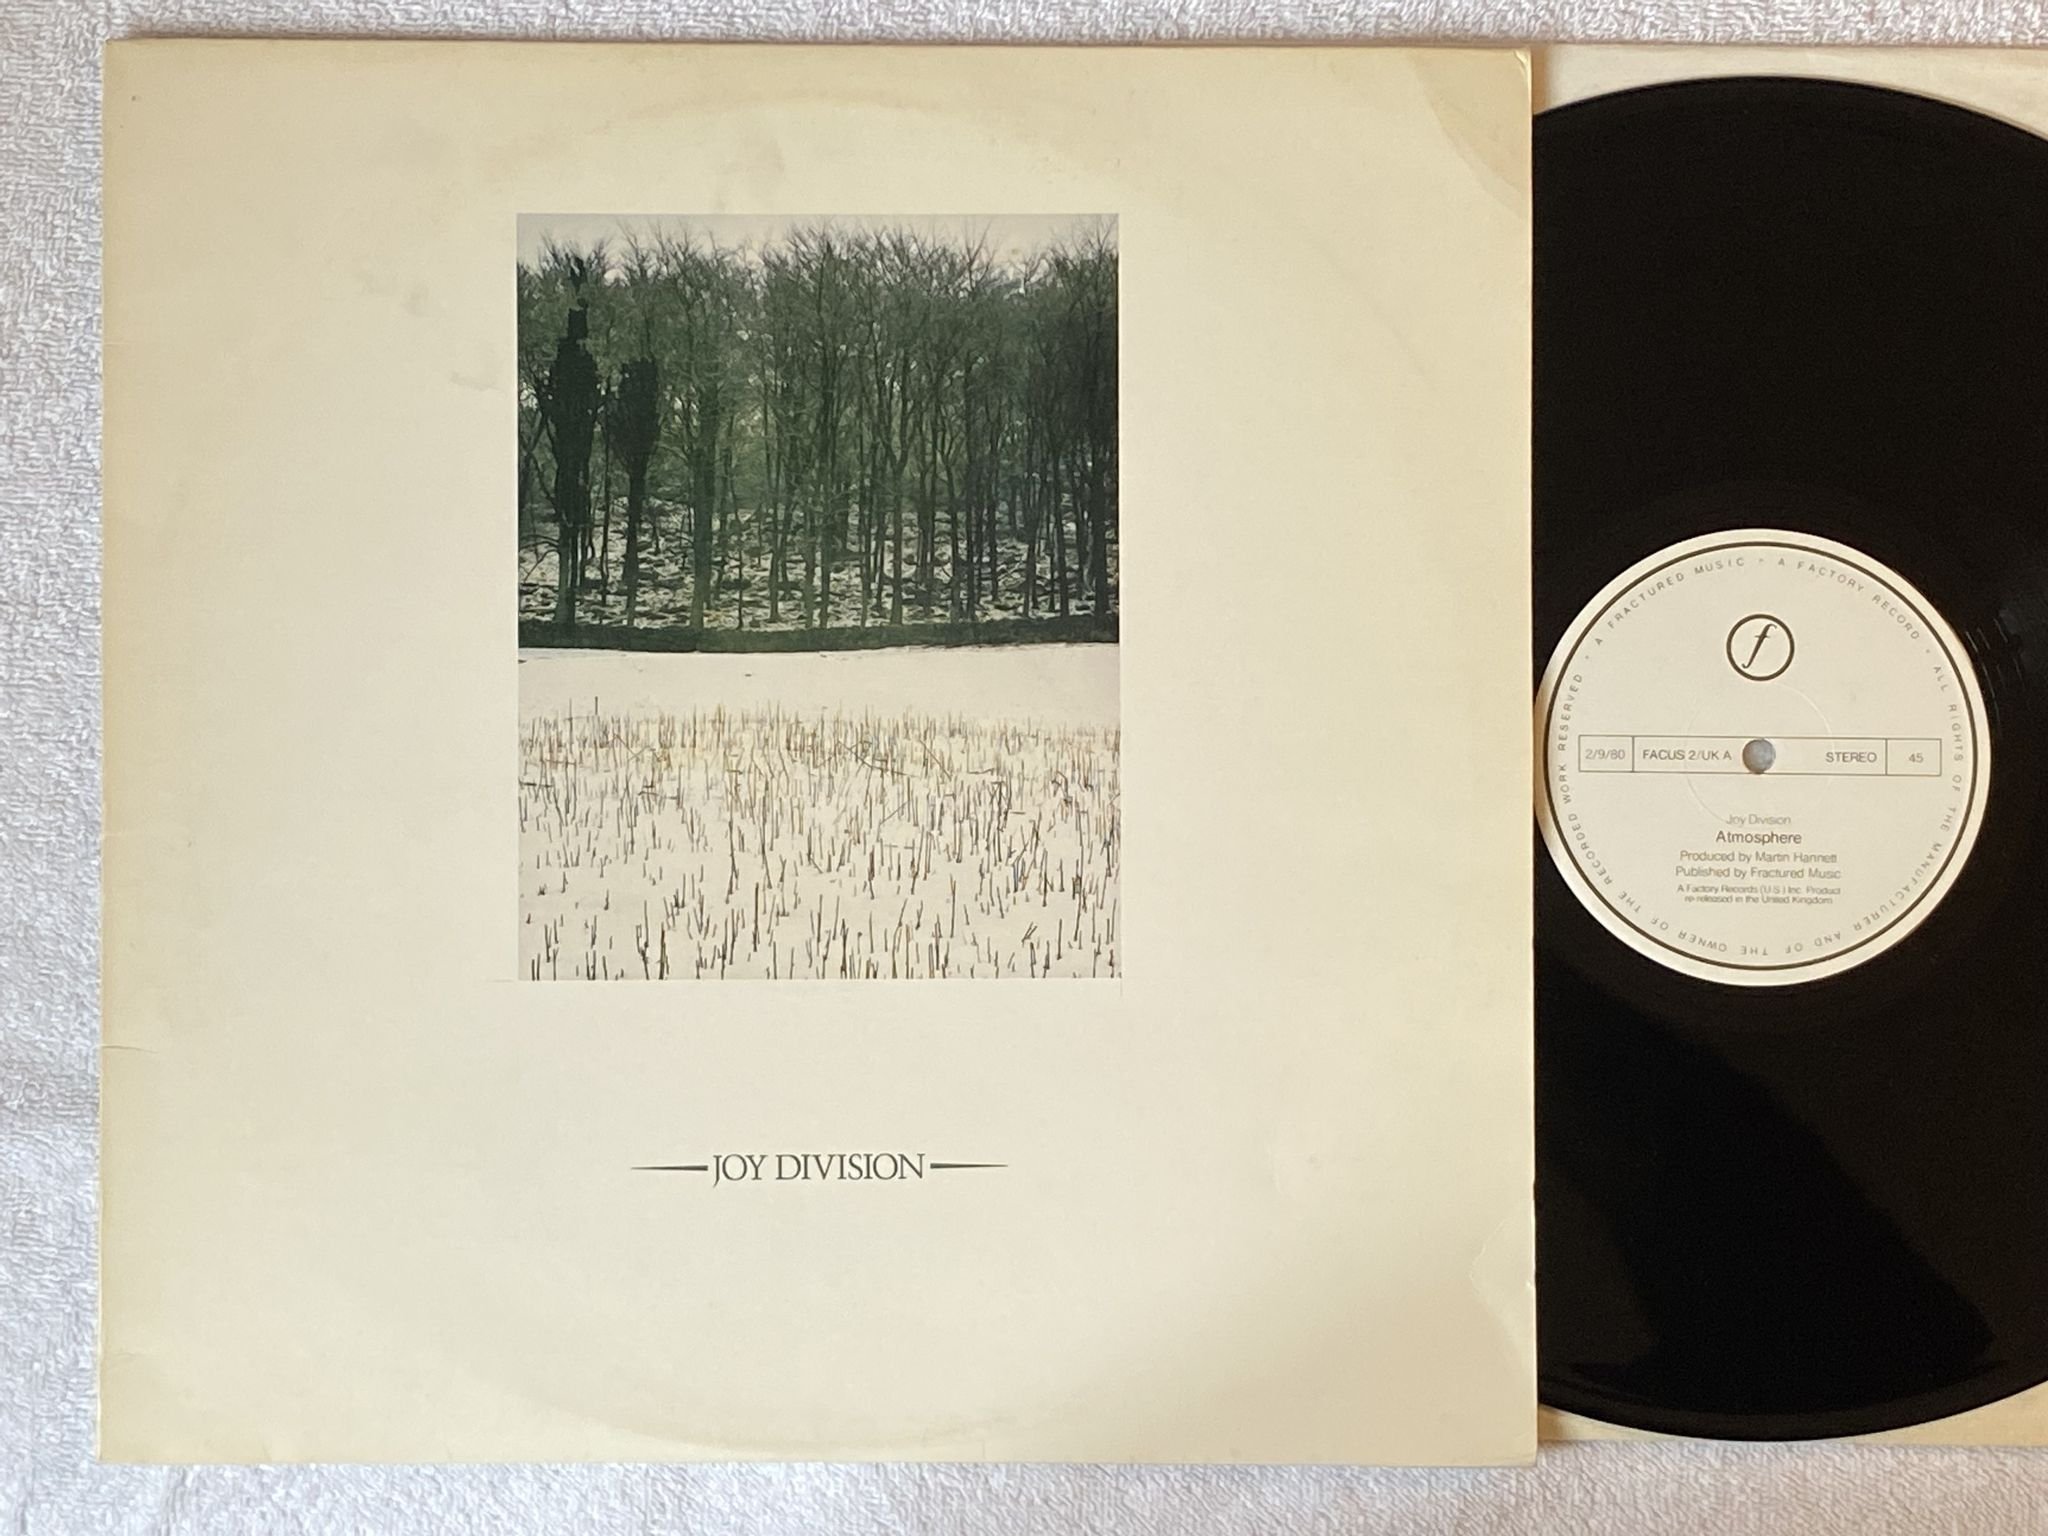 JOY DIVISION
A FRACTURED MUSIC · A FACTORY RECORD · ALL RIGHTS OF THE MANUFACTURER AND OF THE OWNER OF THE RECORDED WORK RESERVED ·
f
2/9/80 FACUS 2/UK A STEREO 45
Joy Division
Atmosphere
Produced by Martin Hannett
Published by Fractured Music
A Factory Records (U.S.) Inc. Product
re-released in the United Kingdom